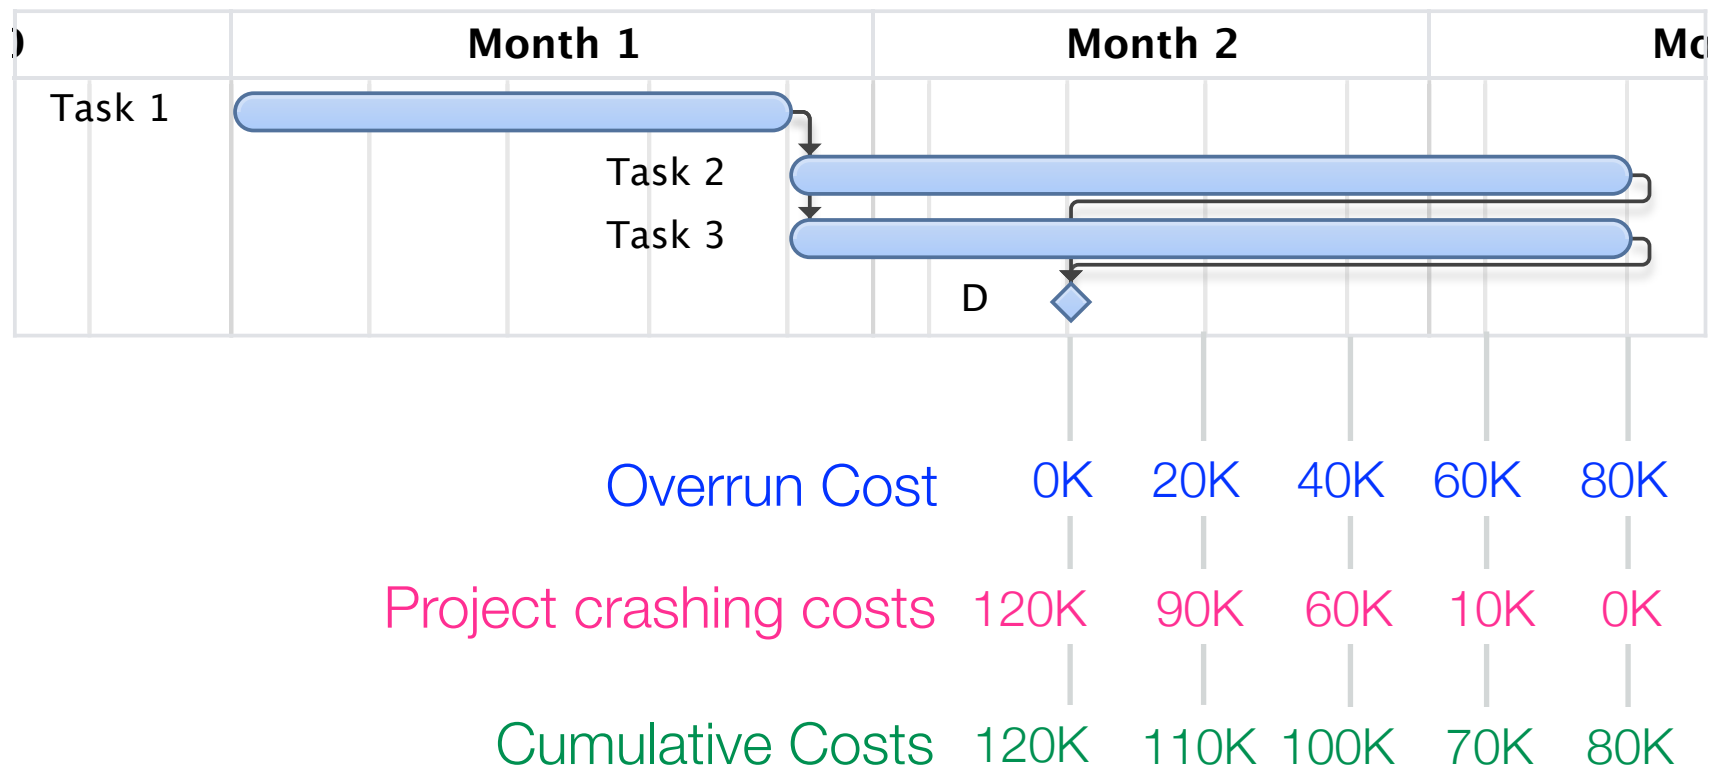 Month 1 Month 2
Task 1
Task 2
Task 3
D
Overrun Cost 0K 20K 40K 60K 80K
Project crashing costs 120K 90K 60K 10K 0K
Cumulative Costs 120K 110K 100K 70K 80K